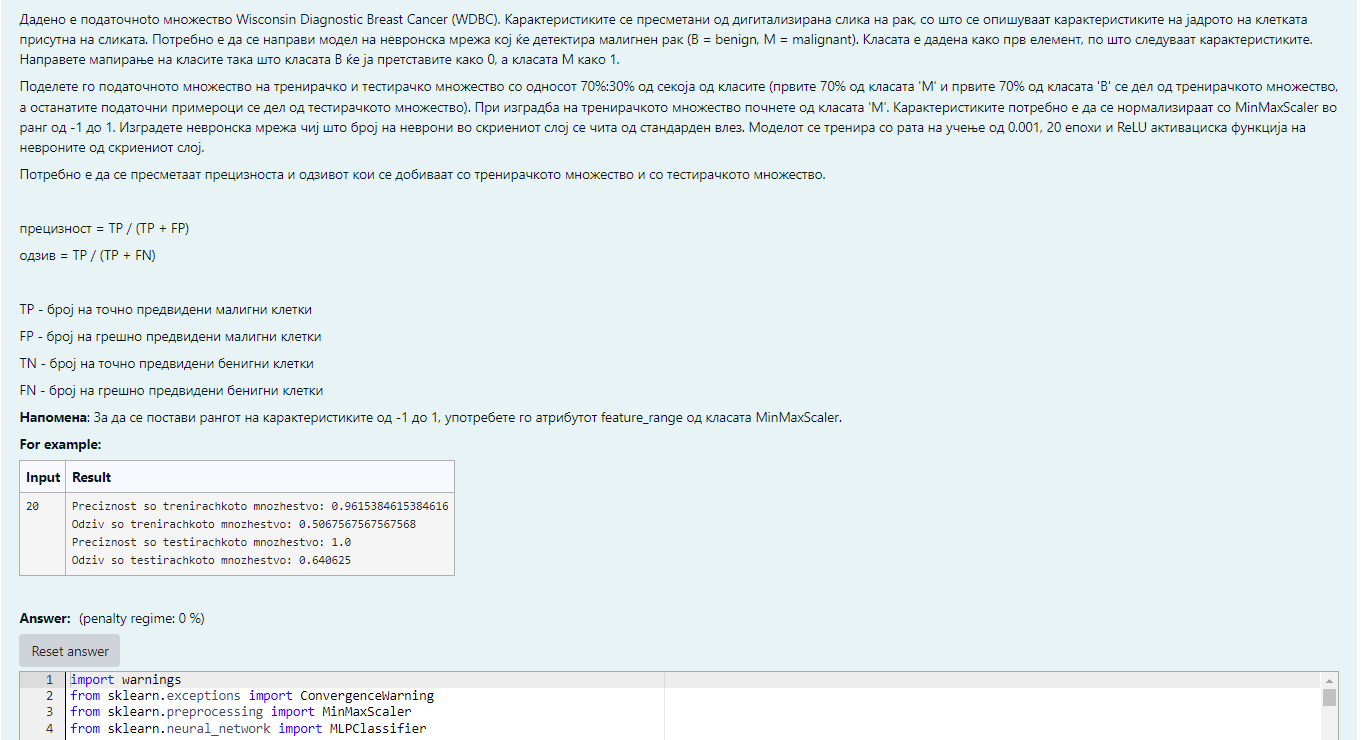 Дадено е податочното множество Wisconsin Diagnostic Breast Cancer (WDBC). Карактеристиките се пресметани од дигитализирана слика на рак, со што се опишуваат карактеристиките на јадрото на клетката
присутна на сликата. Потребно е да се направи модел на невронска мрежа кој ќе детектира малигнен рак (B = benign, M = malignant). Класата е дадена како прв елемент, по што следуваат карактеристиките.
Направете мапирање на класите така што класата B ќе ја претставите како 0, а класата M како 1.
Поделете го податочното множество на тренирачко и тестирачко множество со односот 70%:30% од секоја од класите (првите 70% од класата 'M' и првите 70% од класата 'B' се дел од тренирачкото множество,
а останатите податочни примероци се дел од тестирачкото множество). При изградба на тренирачкото множество почнете од класата 'M'. Карактеристиките потребно е да се нормализираат со MinMaxScaler во
ранг од -1 до 1. Изградете невронска мрежа чиј што број на неврони во скриениот слој се чита од стандарден влез. Моделот се тренира со рата на учење од 0.001, 20 епохи и ReLU активациска функција на
невроните од скриениот слој.
Потребно е да се пресметаат прецизноста и одзивот кои се добиваат со тренирачкото множество и со тестирачкото множество.
прецизност = TP / (TP + FP)
одзив = TP / (TP + FN)
TP - број на точно предвидени малигни клетки
FP - број на грешно предвидени малигни клетки
TN - број на точно предвидени бенигни клетки
FN - број на грешно предвидени бенигни клетки
Напомена: За да се постави рангот на карактеристиките од -1 до 1, употребете го атрибутот feature_range од класата MinMaxScaler.
For example:
Input Result
20 Preciznost so trenirachkoto mnozhestvo: 0.9615384615384616
Odziv so trenirachkoto mnozhestvo: 0.5067567567567568
Preciznost so testirachkoto mnozhestvo: 1.0
Odziv so testirachkoto mnozhestvo: 0.640625
Answer: (penalty regime: 0 %)
Reset answer
1 import warnings
2 from sklearn.exceptions import ConvergenceWarning
3 from sklearn.preprocessing import MinMaxScaler
4 from sklearn.neural_network import MLPClassifier